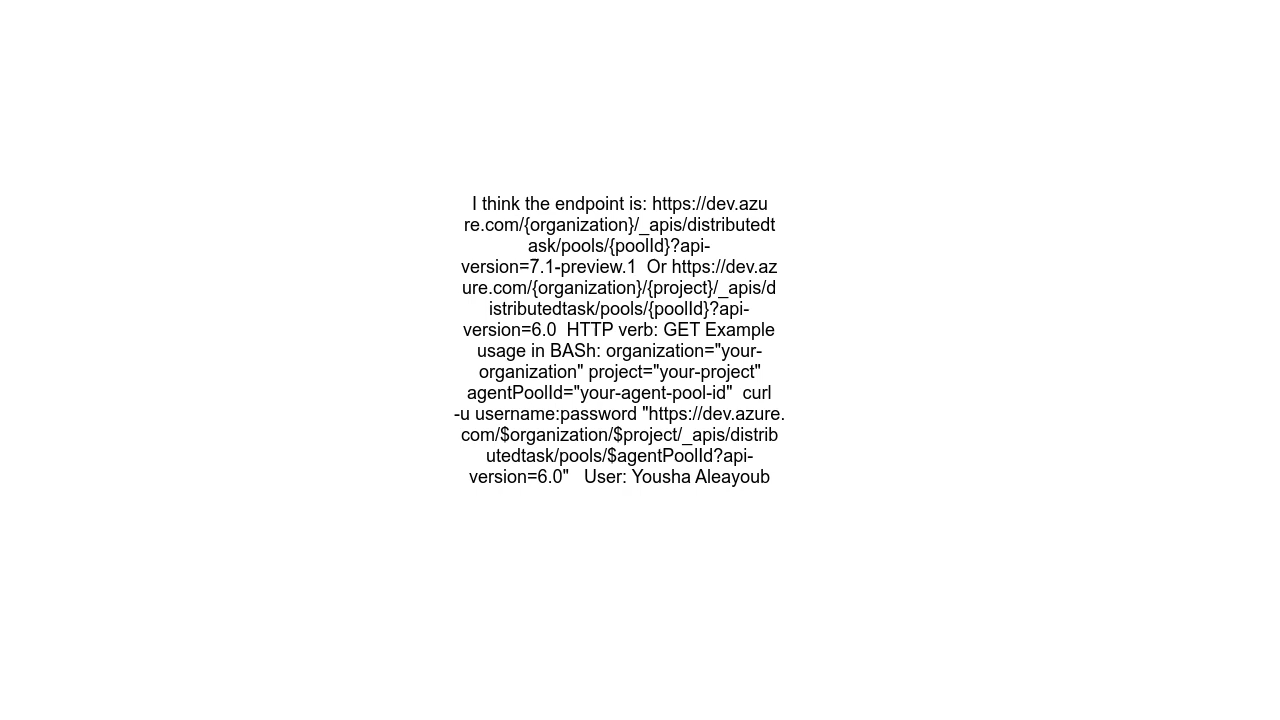 I think the endpoint is: https://dev.azu
re.com/{organization}/_apis/distributedt
ask/pools/{poolId}?api-
version=7.1-preview.1  Or https://dev.az
ure.com/{organization}/{project}/_apis/d
istributedtask/pools/{poolId}?api-
version=6.0  HTTP verb: GET Example
usage in BASh: organization="your-
organization" project="your-project"
agentPoolId="your-agent-pool-id"  curl
-u username:password "https://dev.azure.
com/$organization/$project/_apis/distrib
utedtask/pools/$agentPoolId?api-
version=6.0"   User: Yousha Aleayoub